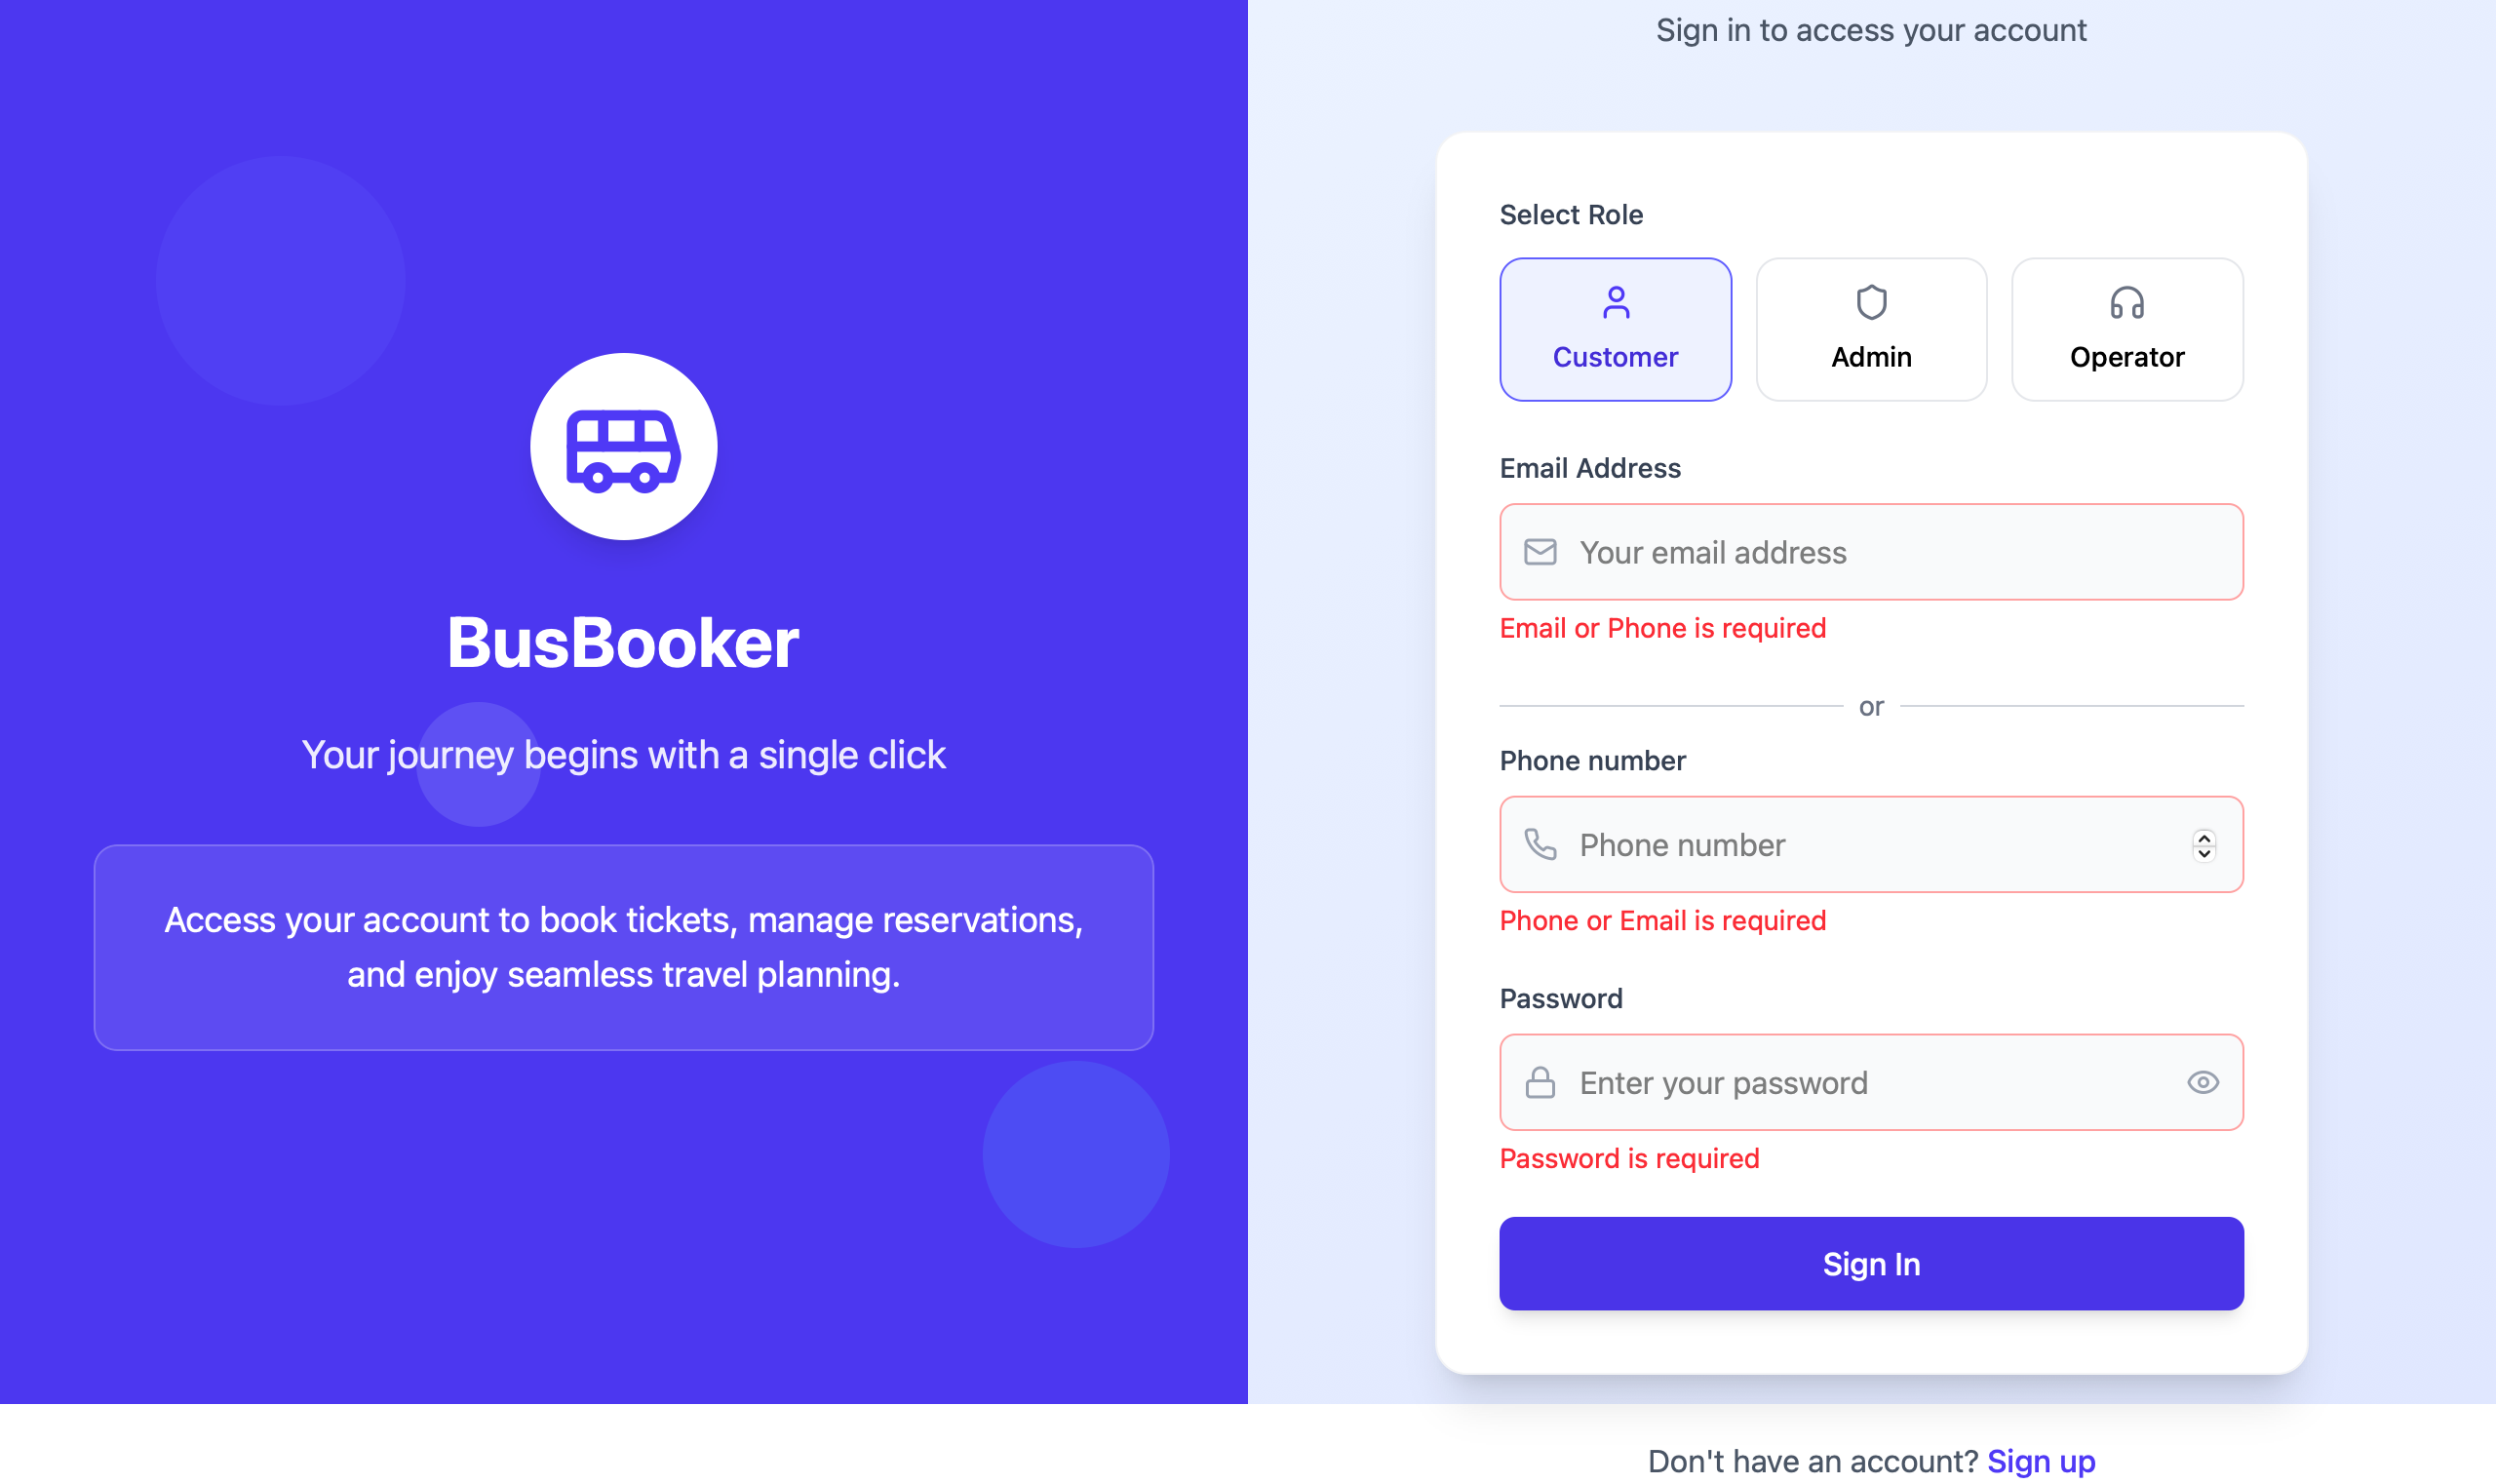 BusBooker
Your journey begins with a single click
Access your account to book tickets, manage reservations,
and enjoy seamless travel planning.
Sign in to access your account
Select Role
Customer
Admin
Operator
Email Address
Your email address
Email or Phone is required
or
Phone number
Phone number
Phone or Email is required
Password
Enter your password
Password is required
Sign In
Don't have an account? Sign up